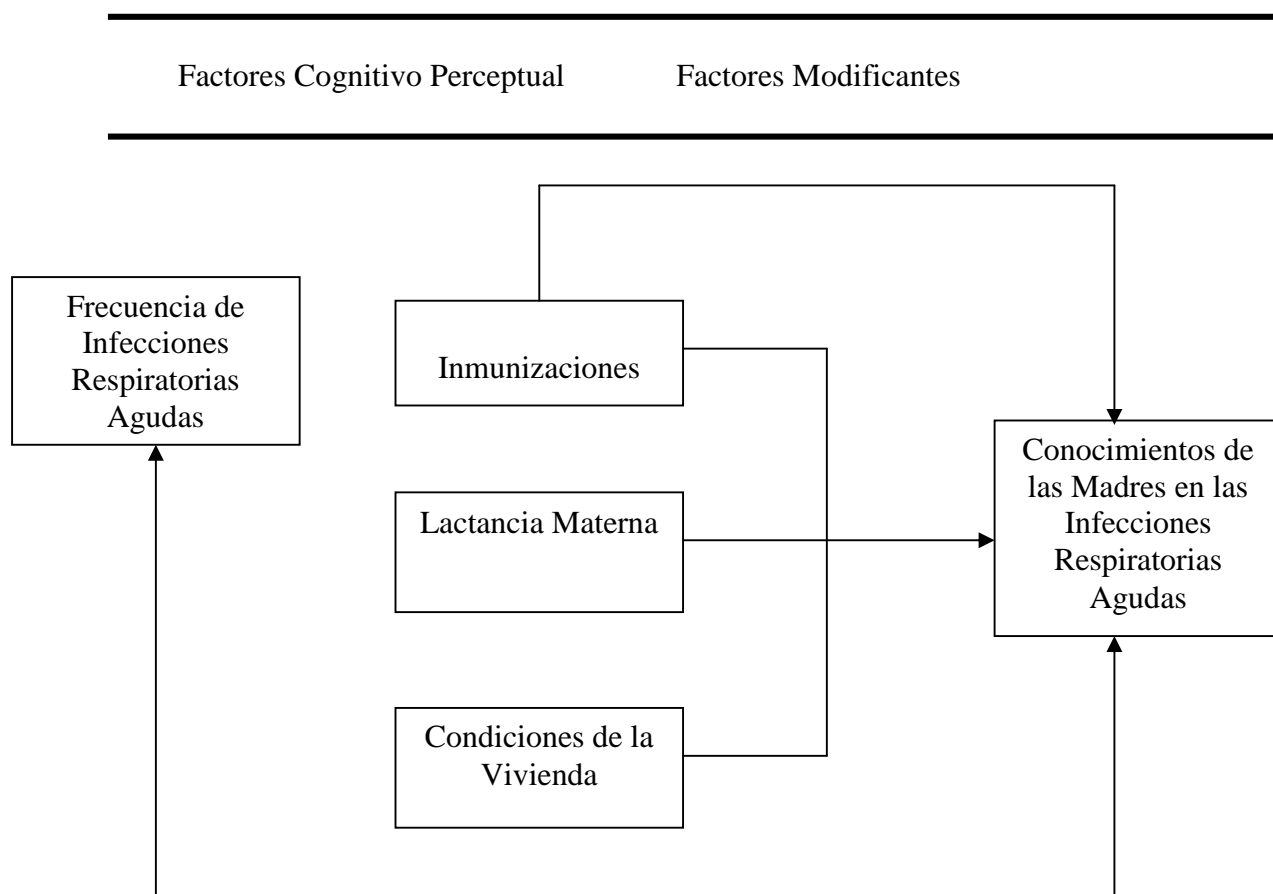 Factores Cognitivo Perceptual Factores Modificantes
Frecuencia de
Infecciones
Respiratorias
Agudas
Inmunizaciones
Lactancia Materna
Condiciones de la
Vivienda
Conocimientos de
las Madres en las
Infecciones
Respiratorias
Agudas